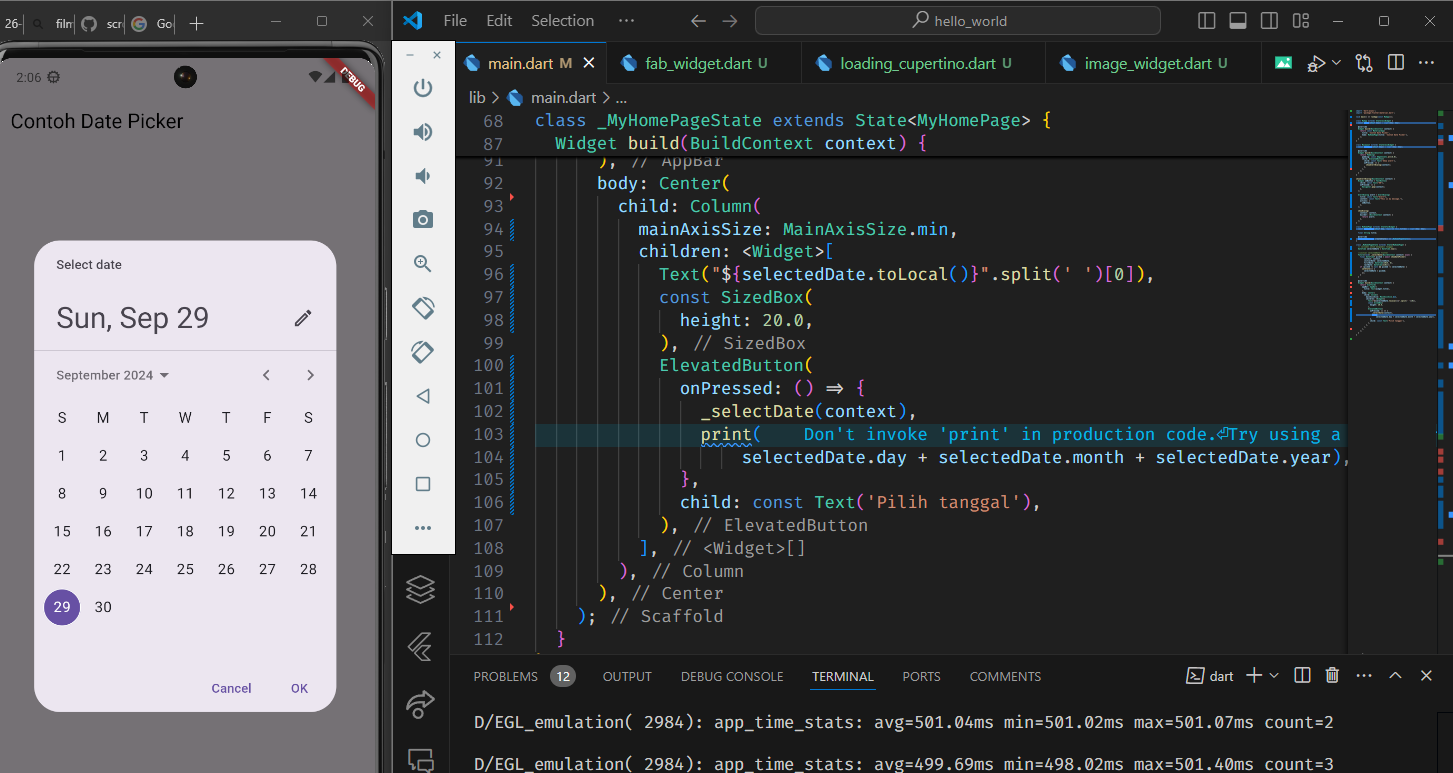 26-
film
scr
Go
File Edit Selection ...
hello_world
2:06
DEBUG
Contoh Date Picker
Select date
Sun, Sep 29
September 2024
S M T W T F S
1 2 3 4 5 6 7
8 9 10 11 12 13 14
15 16 17 18 19 20 21
22 23 24 25 26 27 28
29 30
Cancel OK
main.dart M
fab_widget.dart U
loading_cupertino.dart U
image_widget.dart U
lib > main.dart > ...
68 class _MyHomePageState extends State<MyHomePage> {
87 Widget build(BuildContext context) {
91 ), // AppBar
92 body: Center(
93 child: Column(
94 mainAxisSize: MainAxisSize.min,
95 children: <Widget>[
96 Text("${selectedDate.toLocal()}".split(' ')[0]),
97 const SizedBox(
98 height: 20.0,
99 ), // SizedBox
100 ElevatedButton(
101 onPressed: () => {
102 _selectDate(context),
103 print( Don't invoke 'print' in production code.⏎Try using a
104 selectedDate.day + selectedDate.month + selectedDate.year),
105 },
106 child: const Text('Pilih tanggal'),
107 ), // ElevatedButton
108 ], // <Widget>[]
109 ), // Column
110 ), // Center
111 ); // Scaffold
112 }
PROBLEMS 12 OUTPUT DEBUG CONSOLE TERMINAL PORTS COMMENTS
dart
D/EGL_emulation( 2984): app_time_stats: avg=501.04ms min=501.02ms max=501.07ms count=2
D/EGL_emulation( 2984): app_time_stats: avg=499.69ms min=498.02ms max=501.40ms count=3